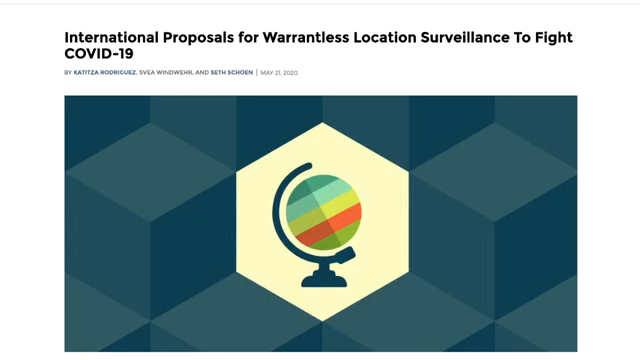 International Proposals for Warrantless Location Surveillance To Fight
COVID-19
BY KATITZA RODRIGUEZ, SVEA WINDWEHR, AND SETH SCHOEN | MAY 21, 2020